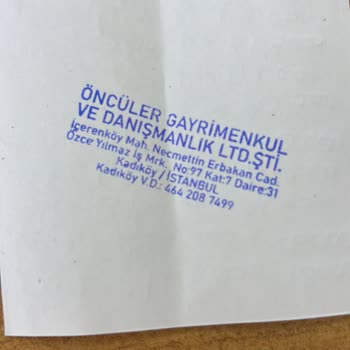 ÖNCÜLER GAYRİMENKUL
VE DANIŞMANLIK LTD.ŞTİ.
İçerenköy Mah. Necmettin Erbakan Cad.
Özce Yılmaz İş Mrk. No:97 Kat:7 Daire:31
Kadıköy / İSTANBUL
Kadıköy V.D.: 464 208 7499